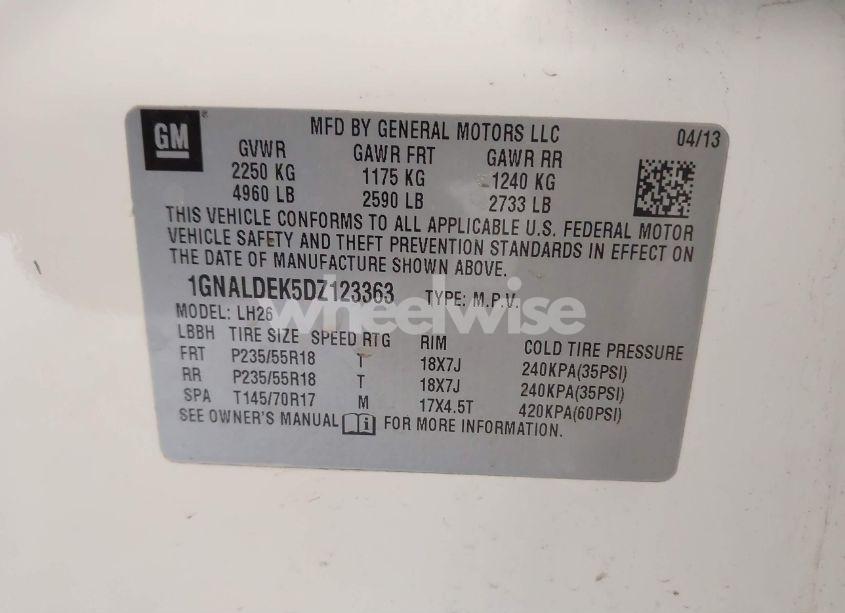 GM
MFD BY GENERAL MOTORS LLC 04/13
GVWR GAWR FRT GAWR RR
2250 KG 1175 KG 1240 KG
4960 LB 2590 LB 2733 LB
THIS VEHICLE CONFORMS TO ALL APPLICABLE U.S. FEDERAL MOTOR
VEHICLE SAFETY AND THEFT PREVENTION STANDARDS IN EFFECT ON
THE DATE OF MANUFACTURE SHOWN ABOVE.
1GNALDEK5DZ123363 TYPE: M.P.V.
wheelwise
MODEL: LH26
LBBH TIRE SIZE SPEED RTG RIM COLD TIRE PRESSURE
FRT P235/55R18 T 18X7J 240KPA(35PSI)
RR P235/55R18 T 18X7J 240KPA(35PSI)
SPA T145/70R17 M 17X4.5T 420KPA(60PSI)
SEE OWNER'S MANUAL i FOR MORE INFORMATION.